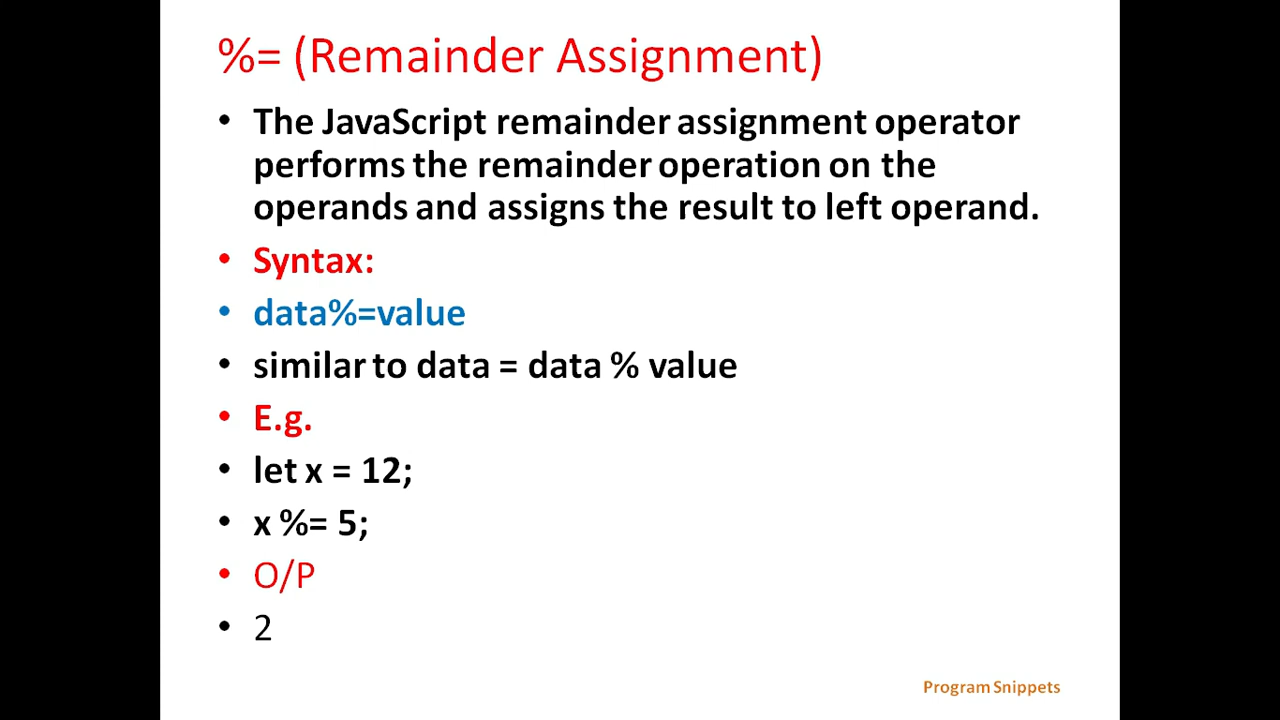 %= (Remainder Assignment)
• The JavaScript remainder assignment operator
performs the remainder operation on the
operands and assigns the result to left operand.
• Syntax:
• data%=value
• similar to data = data % value
• E.g.
• let x = 12;
• x %= 5;
• O/P
• 2
Program Snippets